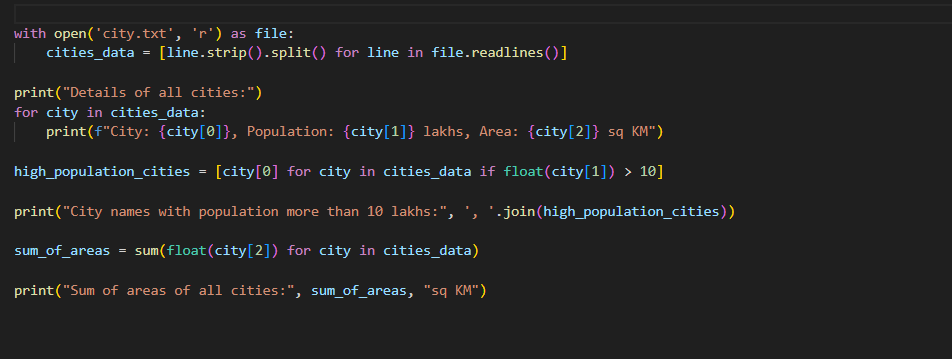 with open('city.txt', 'r') as file:
    cities_data = [line.strip().split() for line in file.readlines()]
print("Details of all cities:")
for city in cities_data:
    print(f"City: {city[0]}, Population: {city[1]} lakhs, Area: {city[2]} sq KM")
high_population_cities = [city[0] for city in cities_data if float(city[1]) > 10]
print("City names with population more than 10 lakhs:", ', '.join(high_population_cities))
sum_of_areas = sum(float(city[2]) for city in cities_data)
print("Sum of areas of all cities:", sum_of_areas, "sq KM")